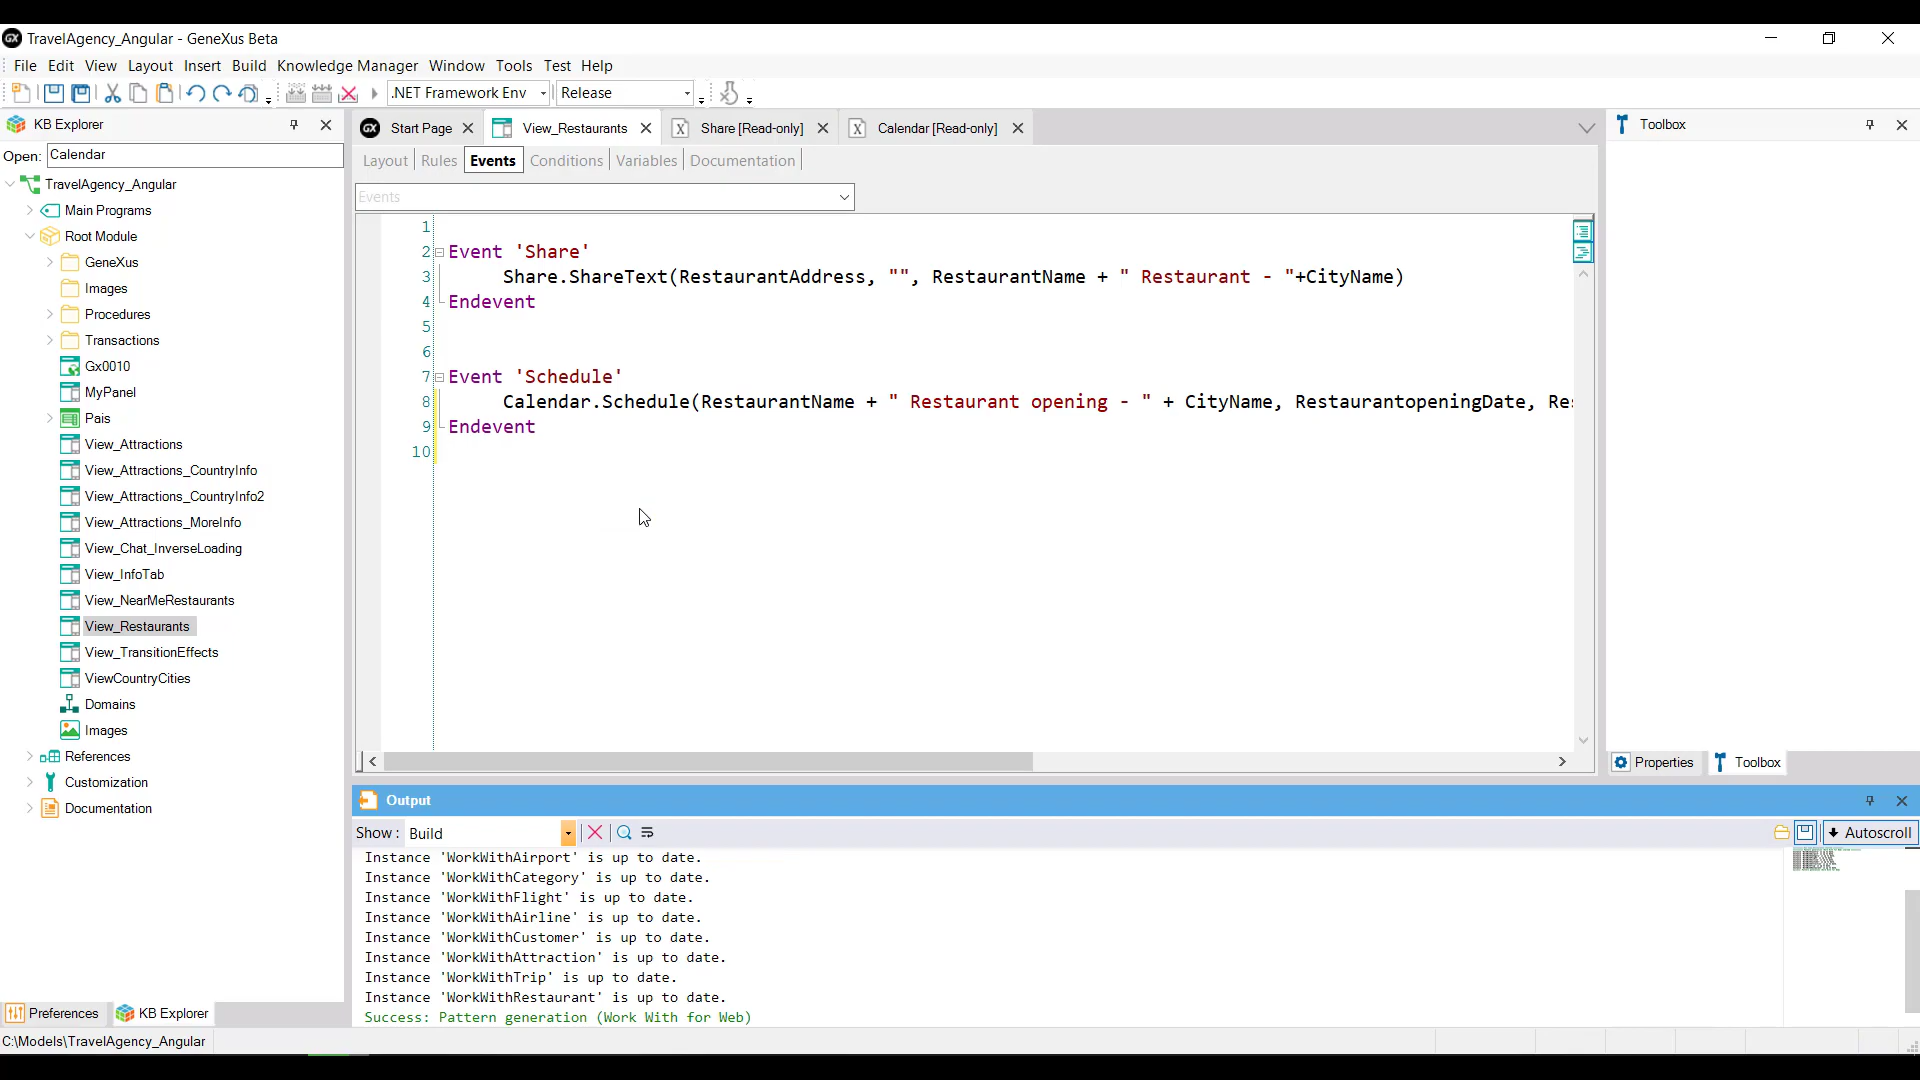 TravelAgency_Angular - GeneXus Beta
File Edit View Layout Insert Build Knowledge Manager Window Tools Test Help
.NET Framework Env Release
KB Explorer
Open: Calendar
TravelAgency_Angular
Main Programs
Root Module
GeneXus
Images
Procedures
Transactions
Gx0010
MyPanel
Pais
View_Attractions
View_Attractions_CountryInfo
View_Attractions_CountryInfo2
View_Attractions_MoreInfo
View_Chat_InverseLoading
View_InfoTab
View_NearMeRestaurants
View_Restaurants
View_TransitionEffects
ViewCountryCities
Domains
Images
References
Customization
Documentation
Preferences KB Explorer
GX Start Page View_Restaurants Share [Read-only] Calendar [Read-only]
Layout Rules Events Conditions Variables Documentation
Events
1
2 Event 'Share'
3 Share.ShareText(RestaurantAddress, "", RestaurantName + " Restaurant - "+CityName)
4 Endevent
5
6
7 Event 'Schedule'
8 Calendar.Schedule(RestaurantName + " Restaurant opening - " + CityName, RestaurantopeningDate, Res
9 Endevent
10
Toolbox
Properties Toolbox
Output
Show : Build Autoscroll
Instance 'WorkWithAirport' is up to date.
Instance 'WorkWithCategory' is up to date.
Instance 'WorkWithFlight' is up to date.
Instance 'WorkWithAirline' is up to date.
Instance 'WorkWithCustomer' is up to date.
Instance 'WorkWithAttraction' is up to date.
Instance 'WorkWithTrip' is up to date.
Instance 'WorkWithRestaurant' is up to date.
Success: Pattern generation (Work With for Web)
C:\Models\TravelAgency_Angular